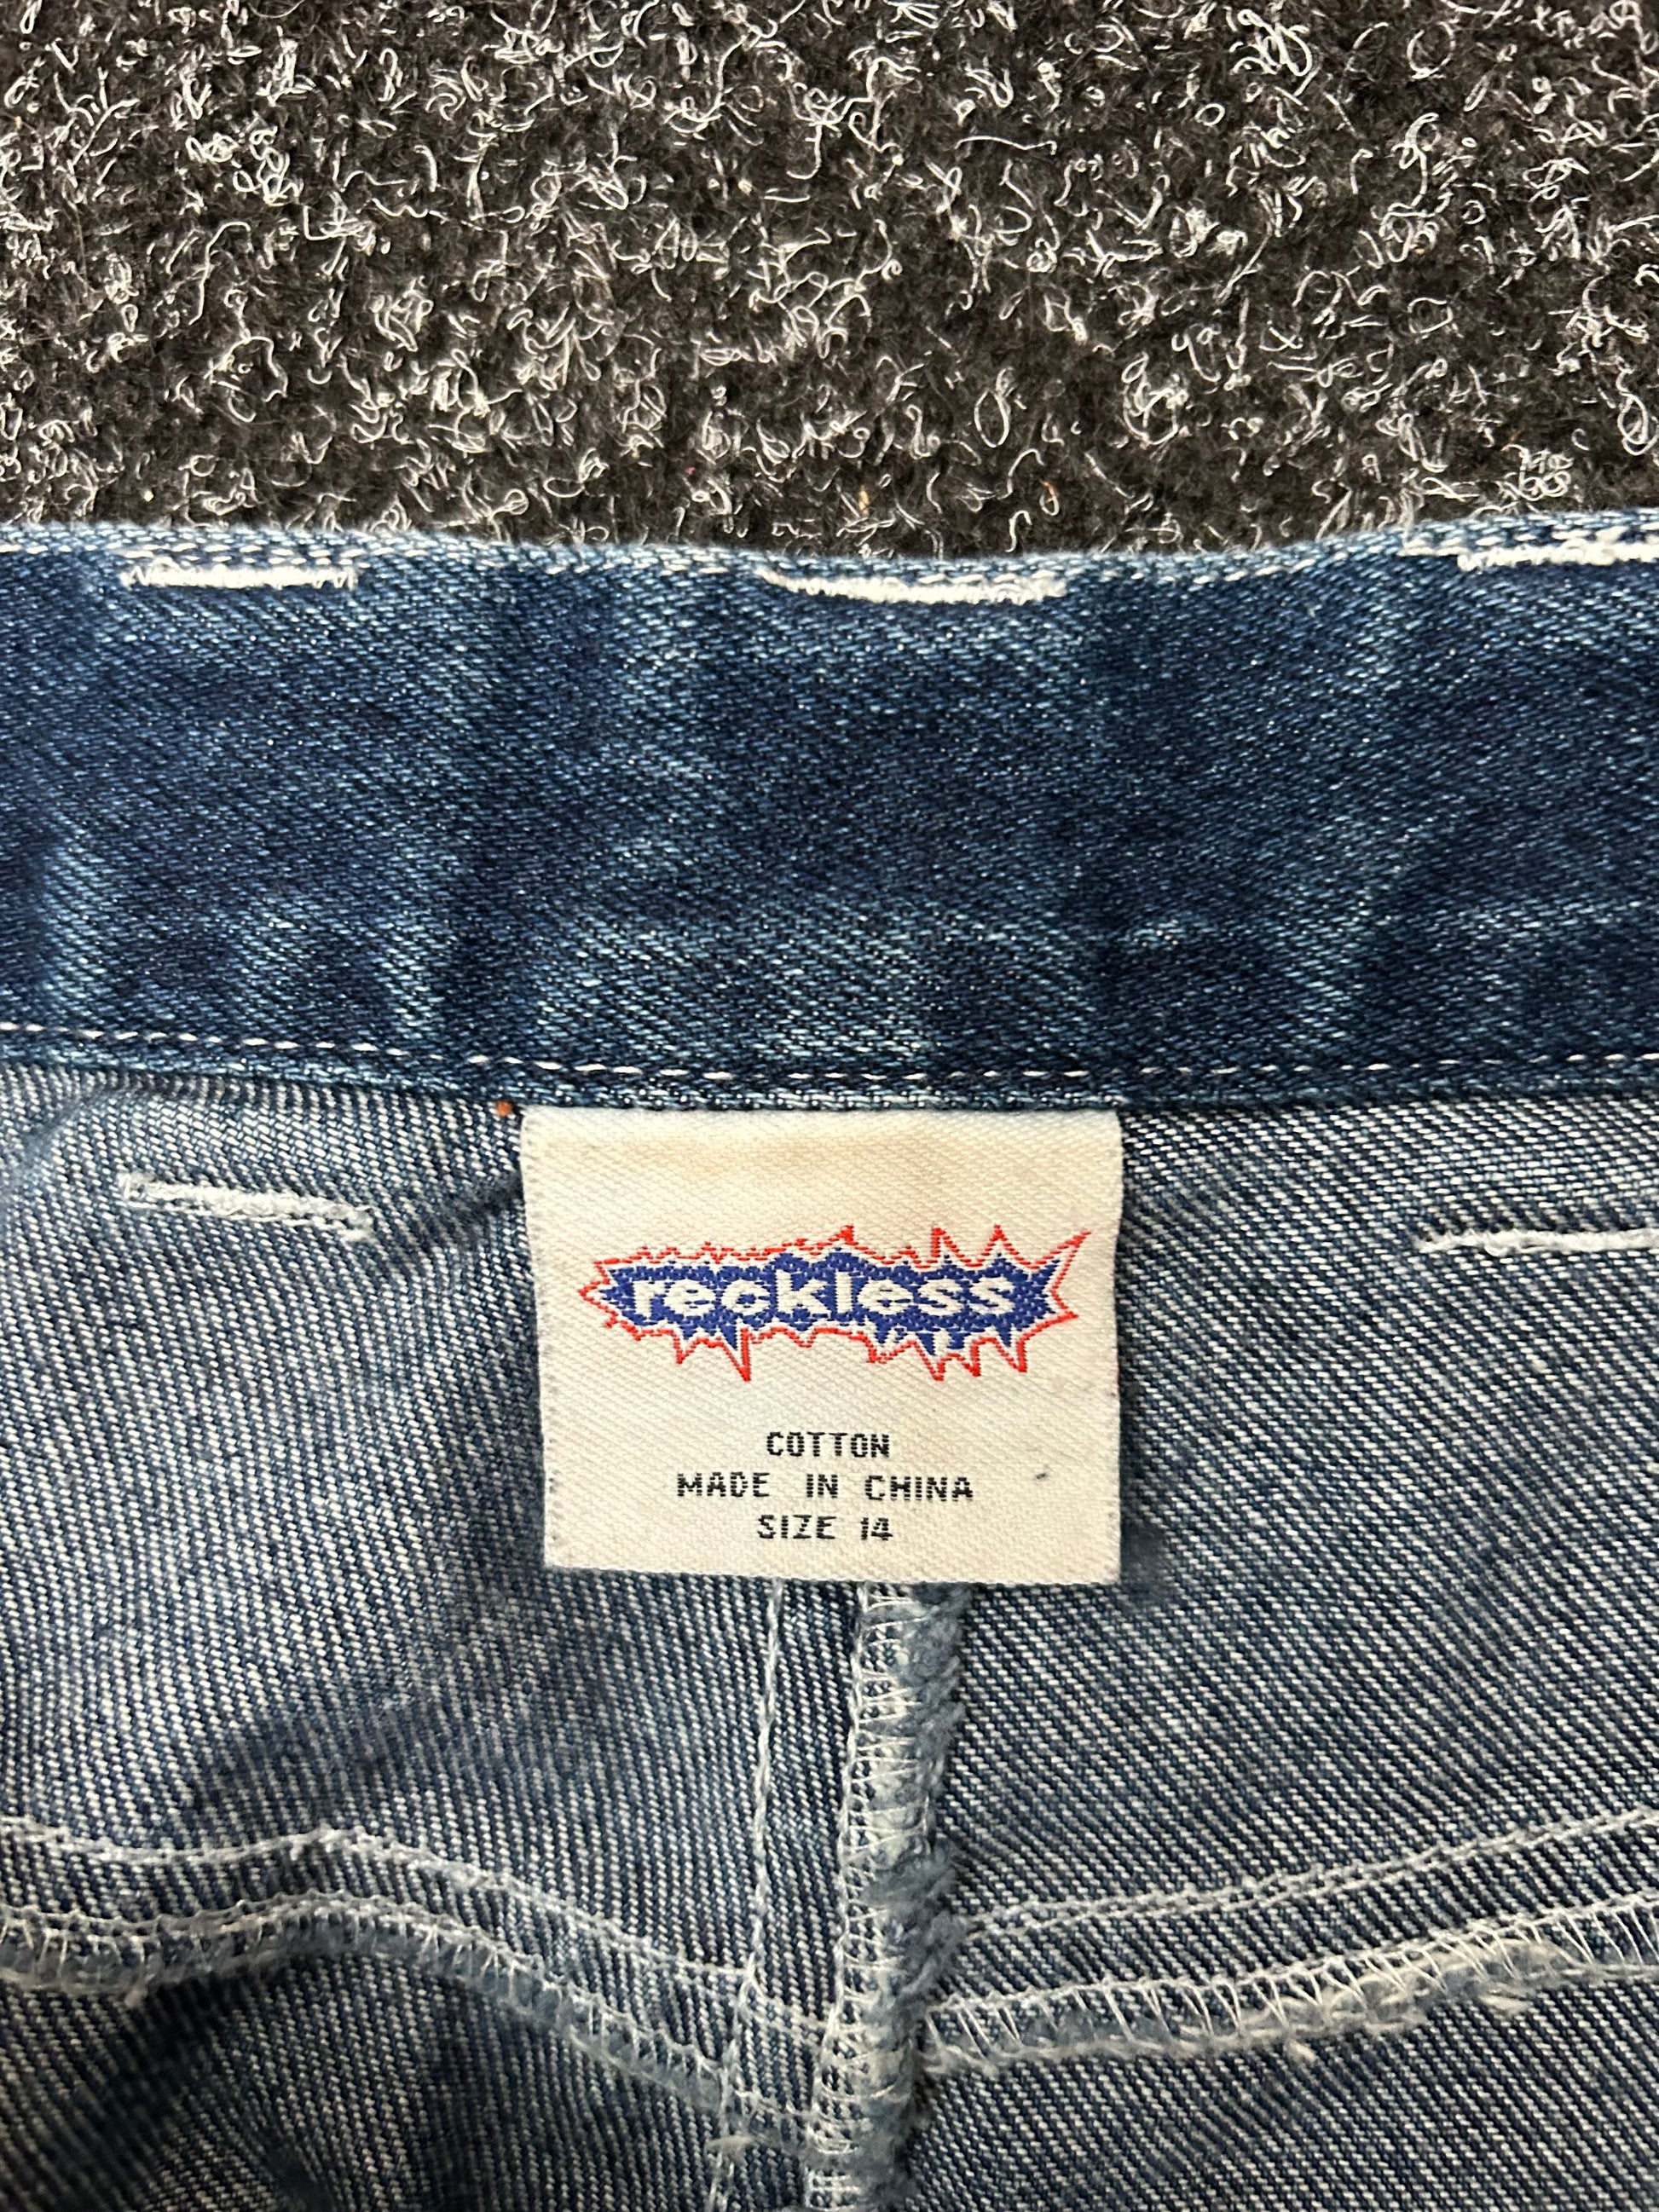 reckless
COTTON
MADE IN CHINA
SIZE 14